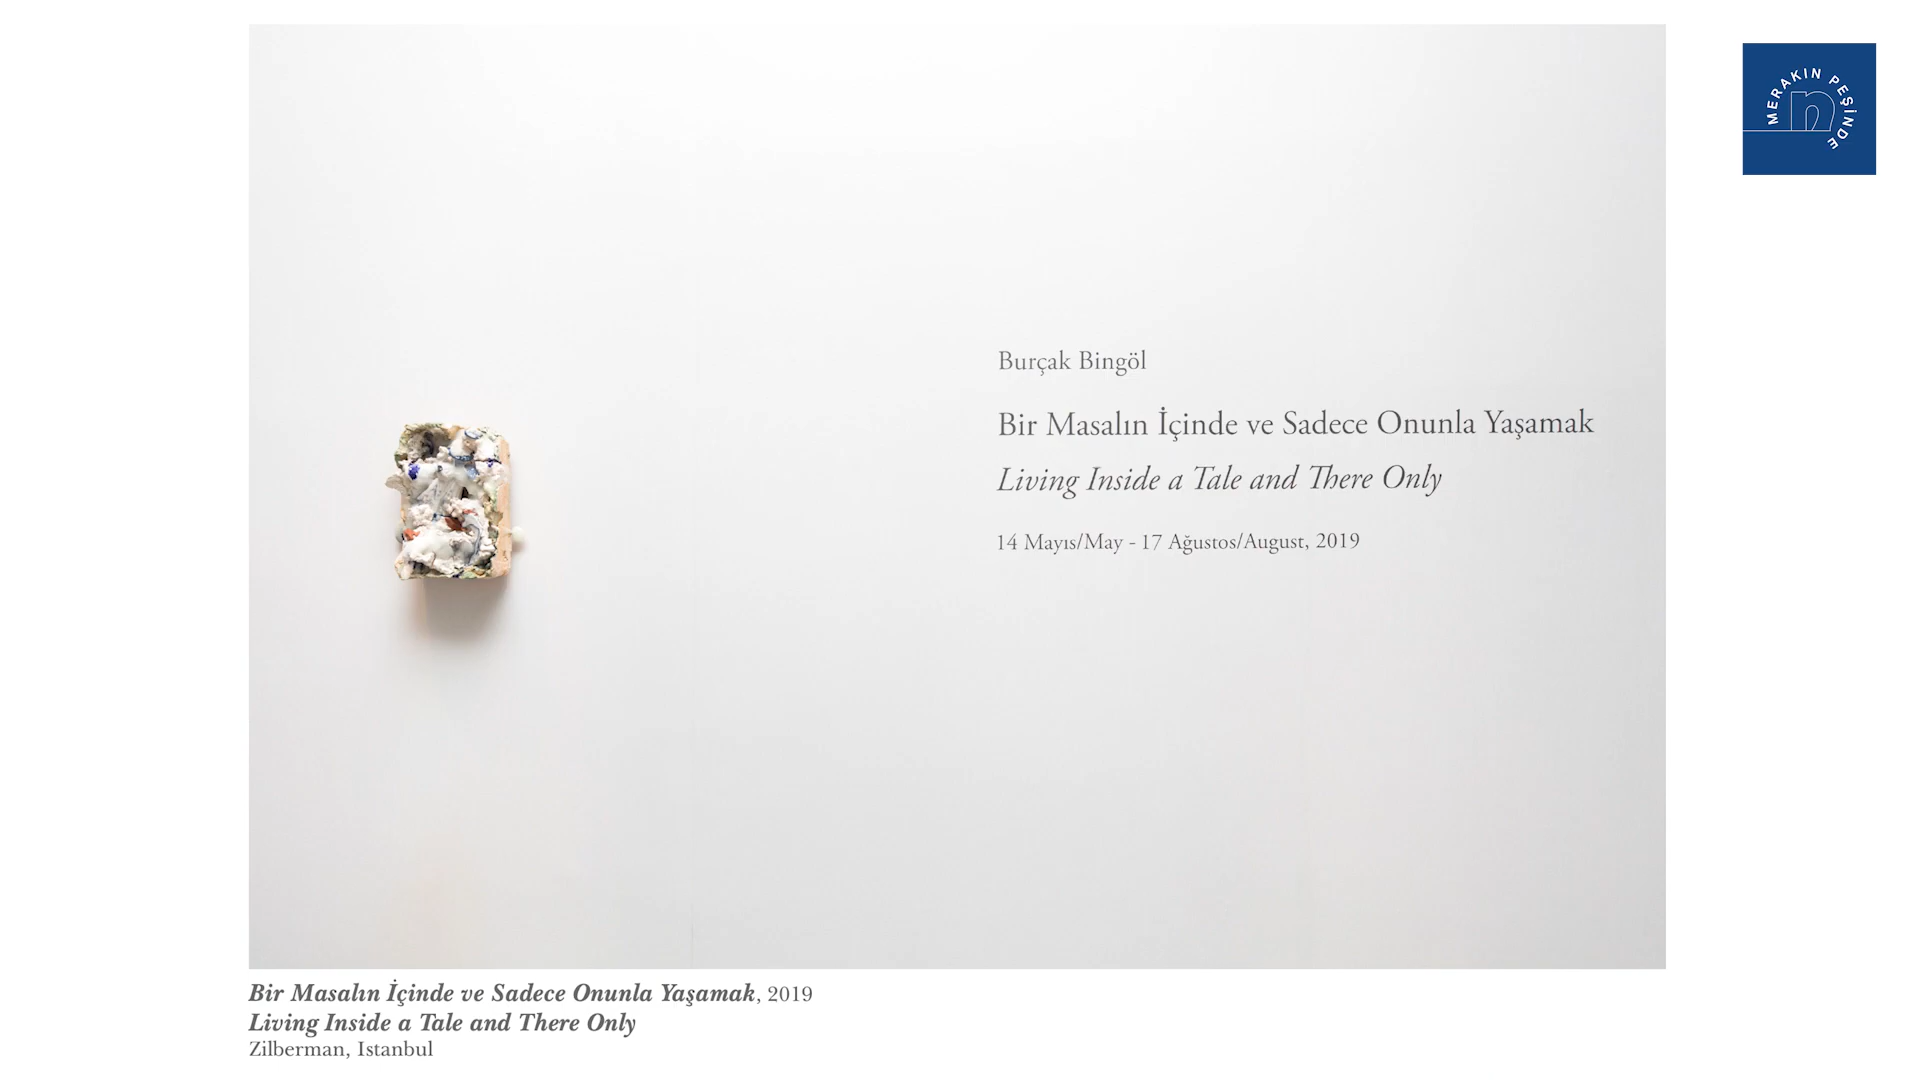 MERAKIN PEŞİNDE
n
Burçak Bingöl
Bir Masalın İçinde ve Sadece Onunla Yaşamak
Living Inside a Tale and There Only
14 Mayıs/May - 17 Ağustos/August, 2019
Bir Masalın İçinde ve Sadece Onunla Yaşamak, 2019
Living Inside a Tale and There Only
Zilberman, Istanbul